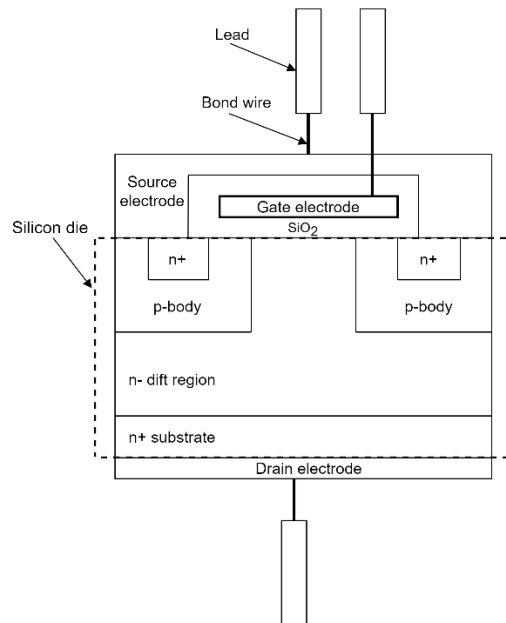 Lead
Bond wire
Source
electrode
Gate electrode
SiO2
Silicon die
n+
n+
p-body
p-body
n- dift region
n+ substrate
Drain electrode